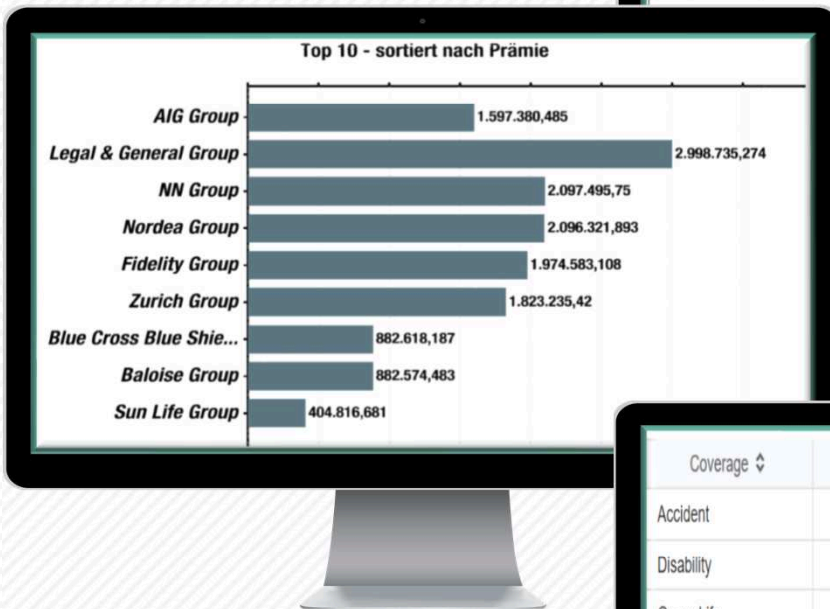 Top 10 - sortiert nach Prämie
AIG Group 1.597.380,485
Legal & General Group 2.998.735,274
NN Group 2.097.495,75
Nordea Group 2.096.321,893
Fidelity Group 1.974.583,108
Zurich Group 1.823.235,42
Blue Cross Blue Shie... 882.618,187
Baloise Group 882.574,483
Sun Life Group 404.816,681
Coverage
Accident
Disability